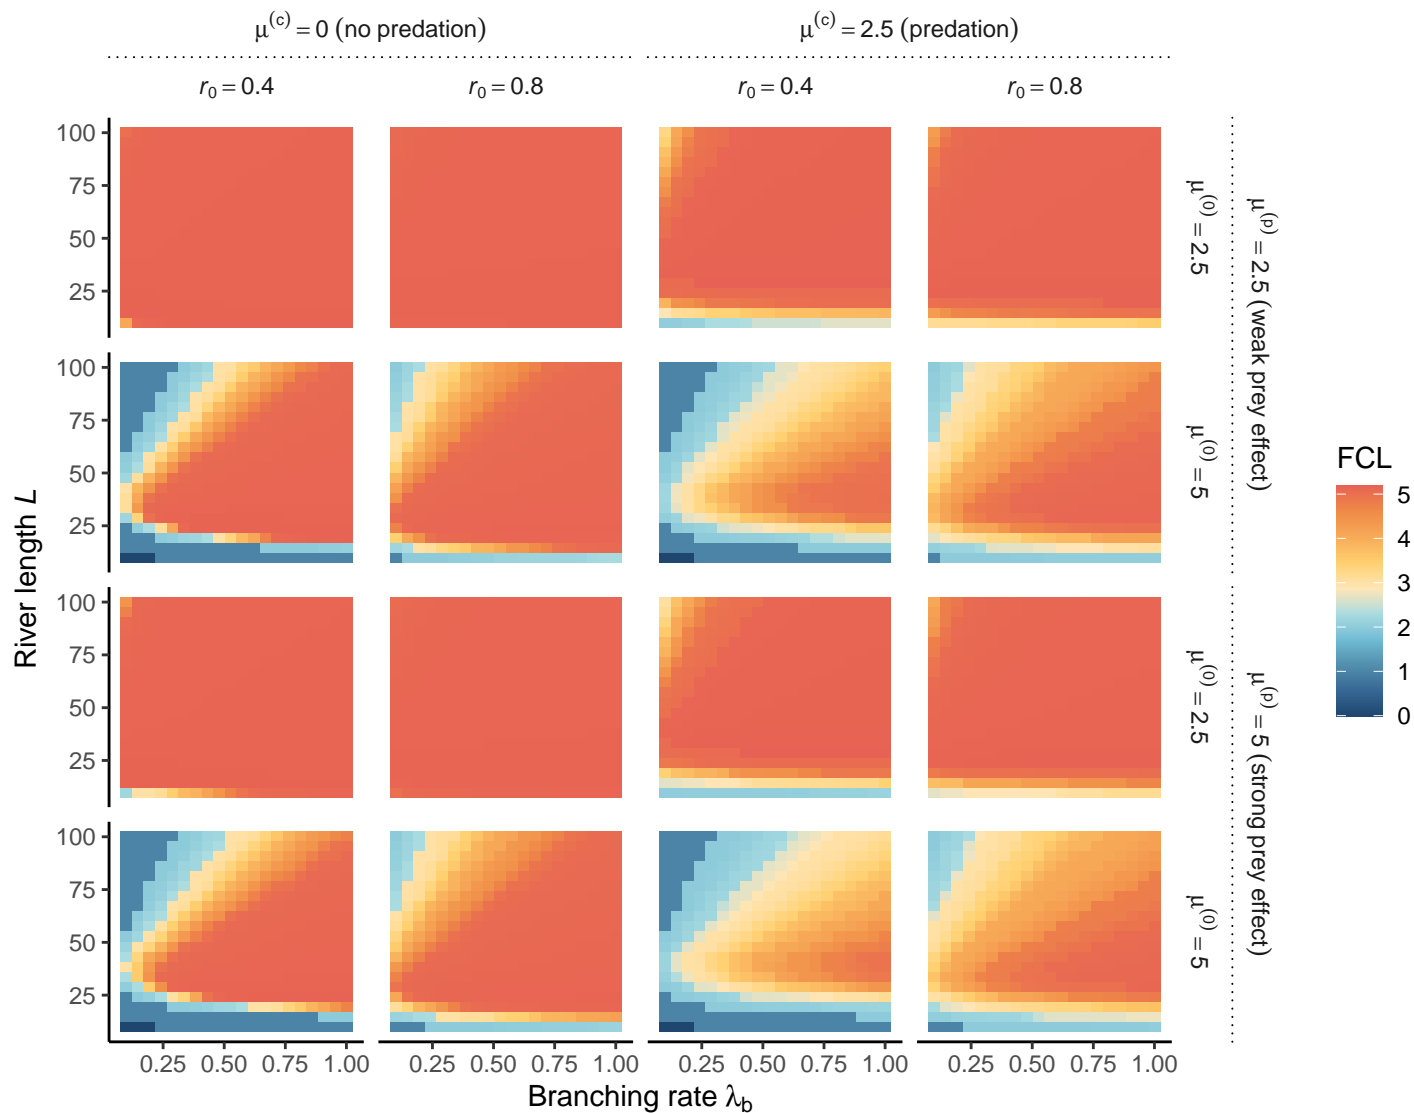 μ^(c) = 0 (no predation)
μ^(c) = 2.5 (predation)
r₀ = 0.4
r₀ = 0.8
r₀ = 0.4
r₀ = 0.8
100
75
50
25
100
75
50
25
100
75
50
25
100
75
50
25
River length L
0.25 0.50 0.75 1.00
0.25 0.50 0.75 1.00
0.25 0.50 0.75 1.00
0.25 0.50 0.75 1.00
Branching rate λ_b
μ^(0) = 2.5
μ^(0) = 5
μ^(0) = 2.5
μ^(0) = 5
μ^(p) = 2.5 (weak prey effect)
μ^(p) = 5 (strong prey effect)
FCL
5
4
3
2
1
0